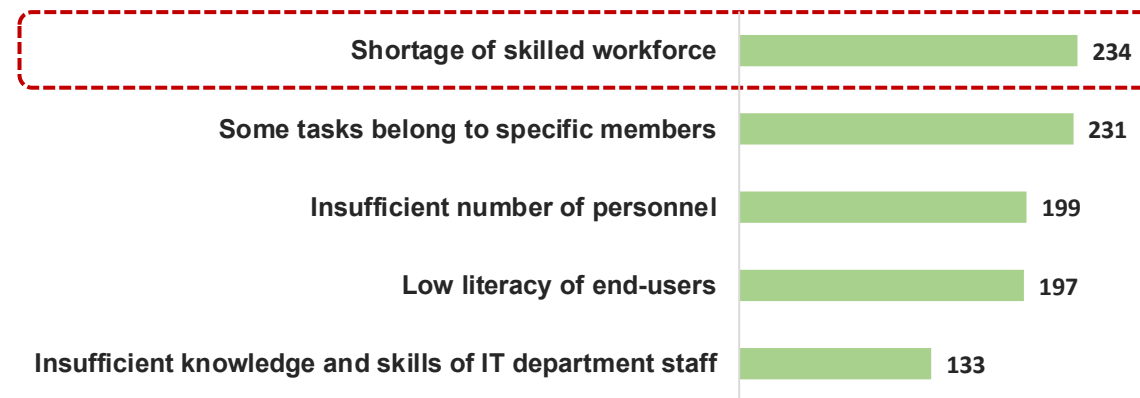 Shortage of skilled workforce 234
Some tasks belong to specific members 231
Insufficient number of personnel 199
Low literacy of end-users 197
Insufficient knowledge and skills of IT department staff 133